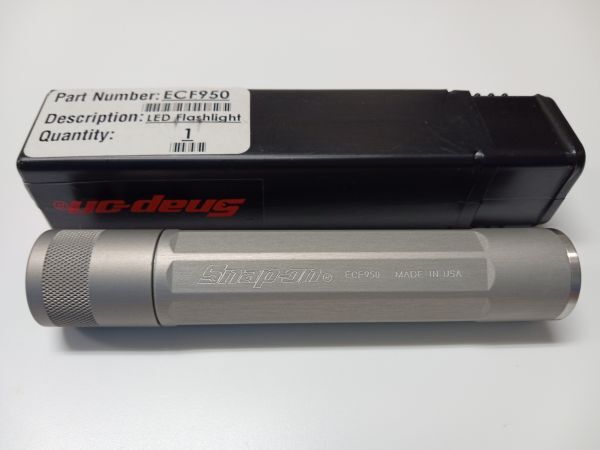 Part Number: ECF950
Description: LED Flashlight
Quantity: 1
Snap-on®
Snap-on® ECF950 MADE IN USA